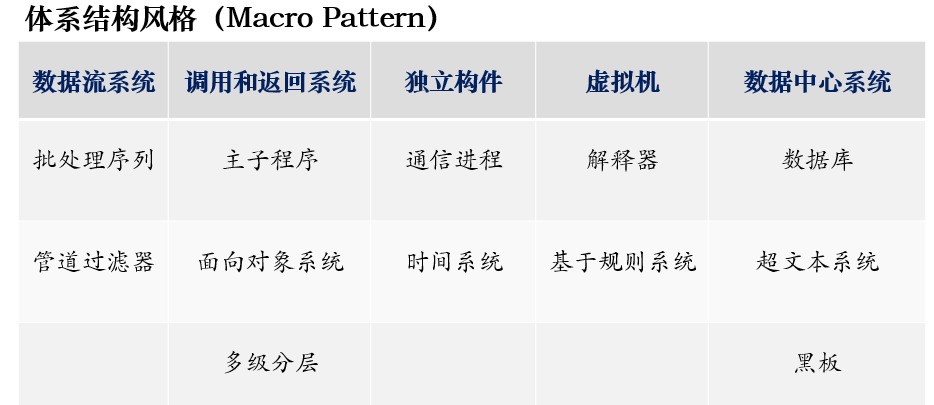 体系结构风格（Macro Pattern）
数据流系统 调用和返回系统 独立构件 虚拟机 数据中心系统
批处理序列 主子程序 通信进程 解释器 数据库
管道过滤器 面向对象系统 时间系统 基于规则系统 超文本系统
多级分层 黑板